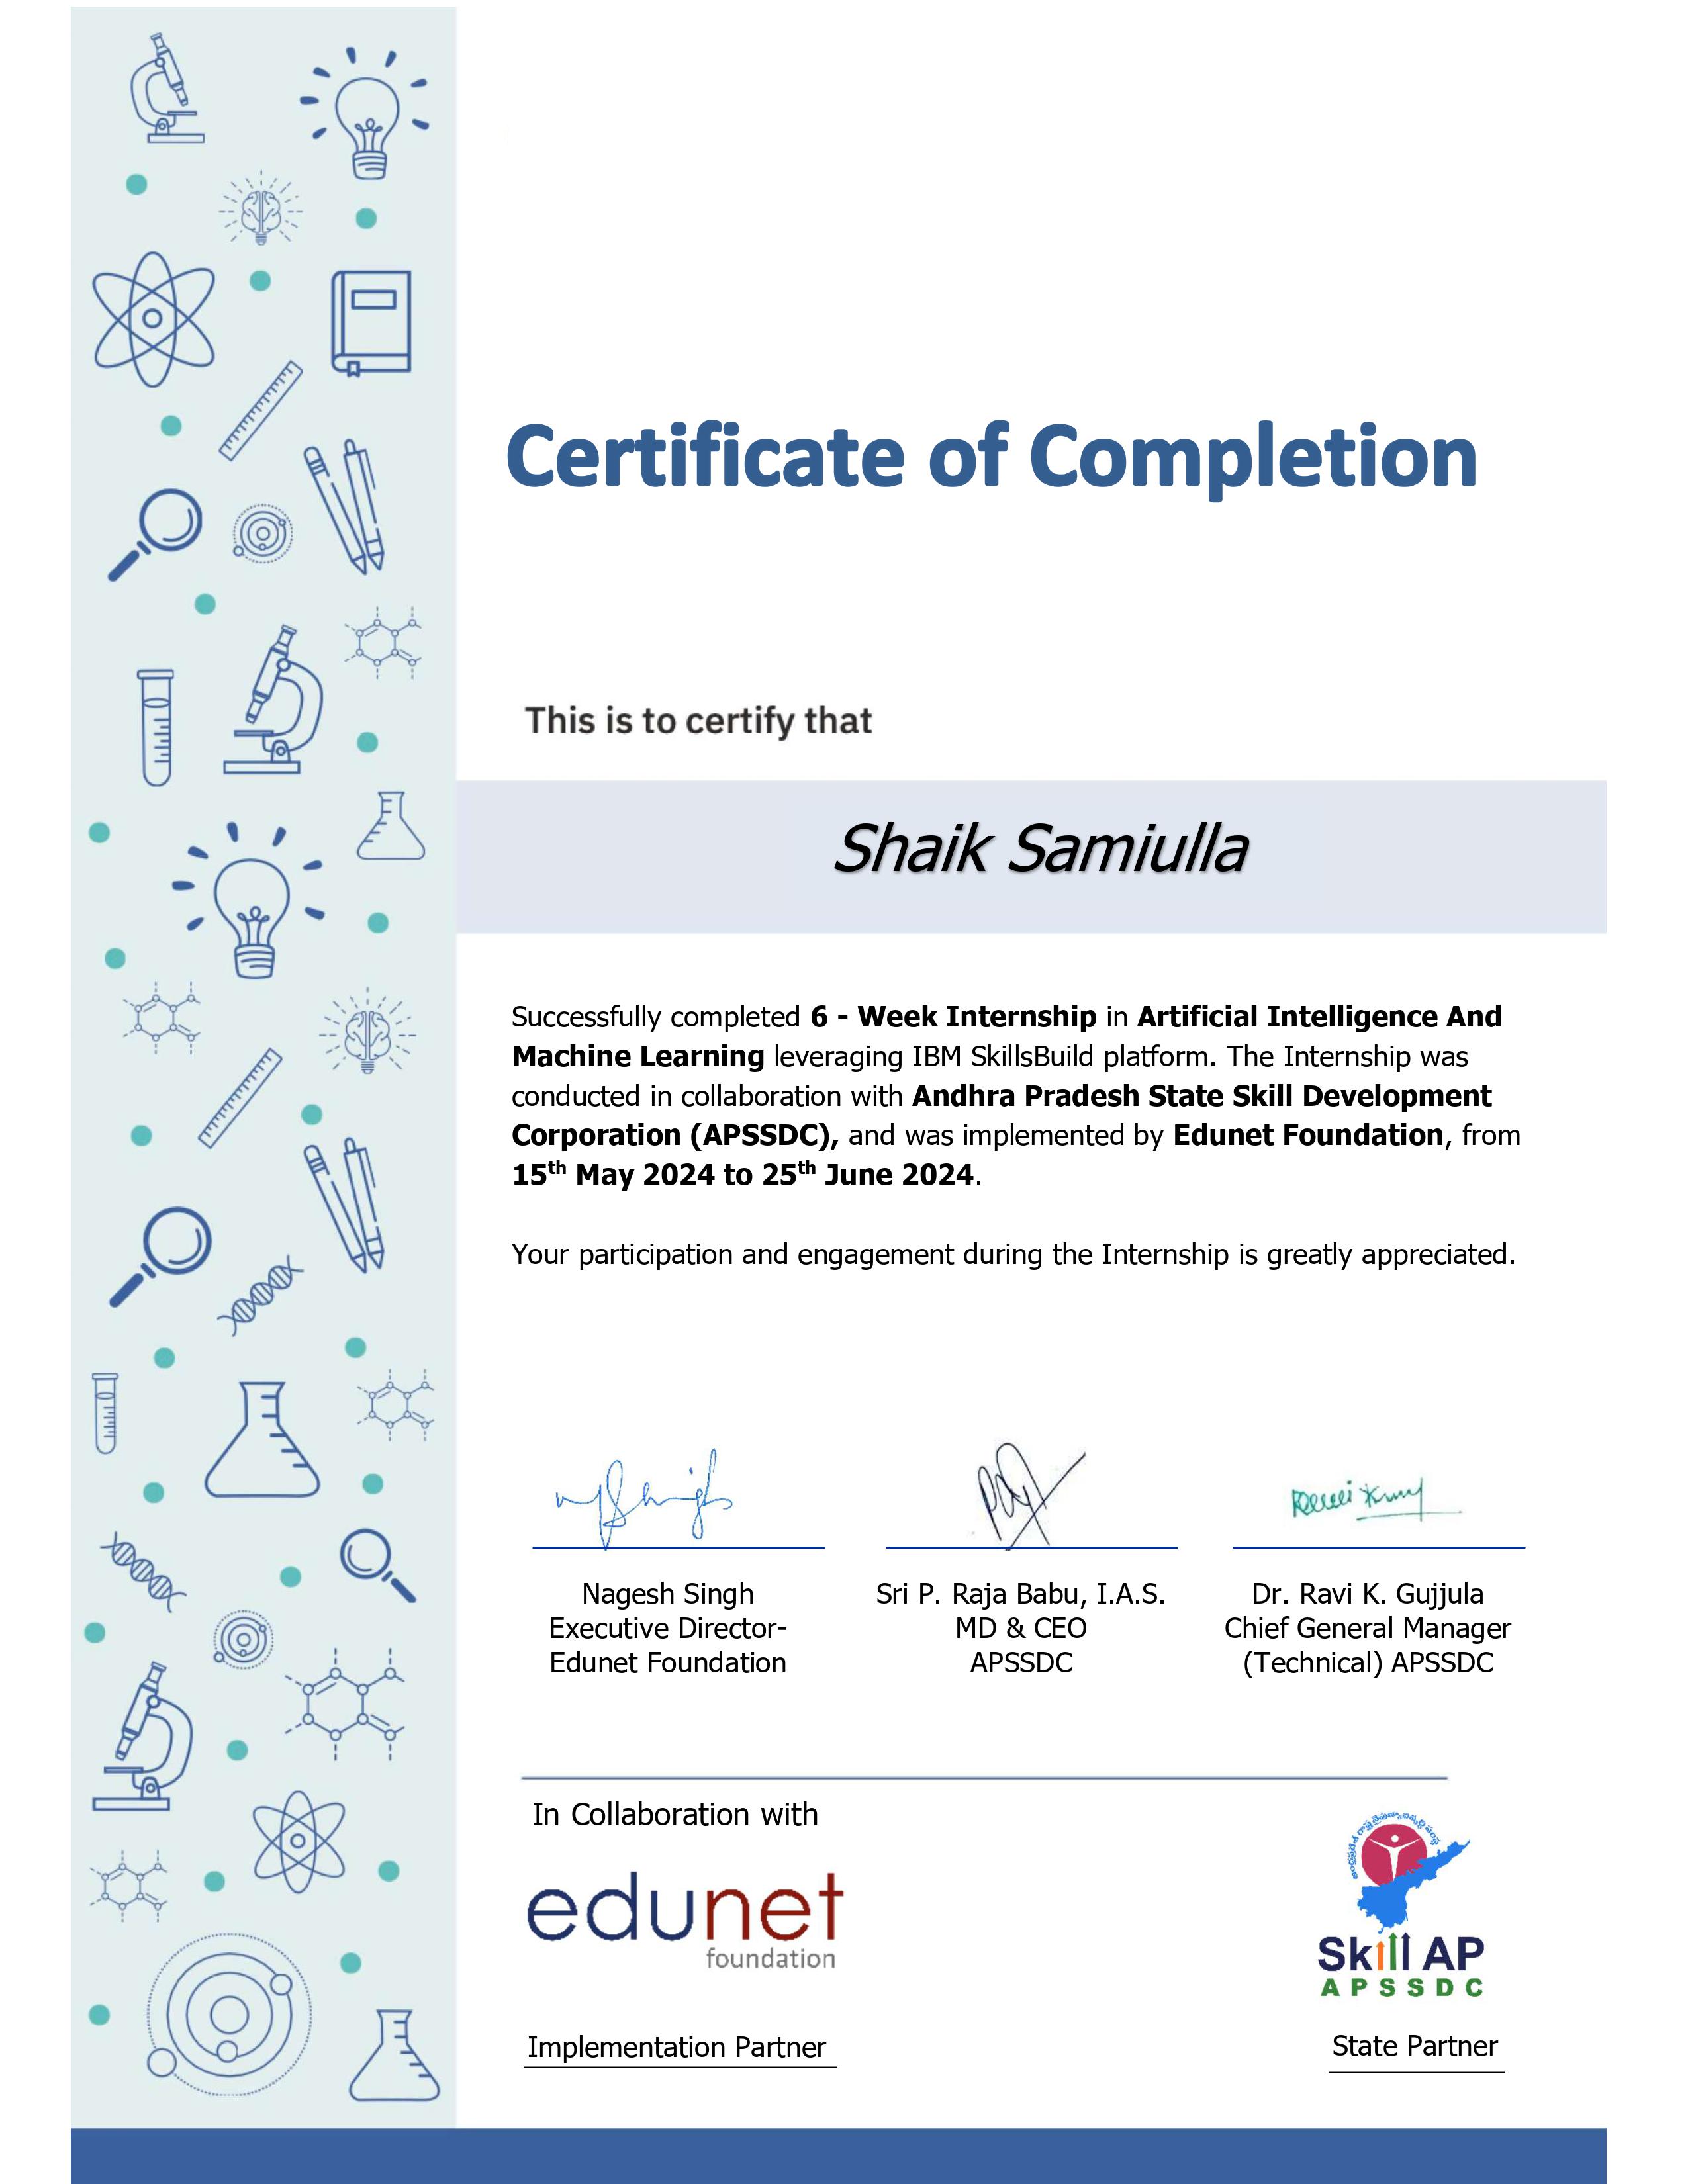 Certificate of Completion
This is to certify that
Shaik Samiulla
Successfully completed 6 - Week Internship in Artificial Intelligence And
Machine Learning leveraging IBM SkillsBuild platform. The Internship was
conducted in collaboration with Andhra Pradesh State Skill Development
Corporation (APSSDC), and was implemented by Edunet Foundation, from
15th May 2024 to 25th June 2024.
Your participation and engagement during the Internship is greatly appreciated.
Nagesh Singh
Executive Director-
Edunet Foundation
Sri P. Raja Babu, I.A.S.
MD & CEO
APSSDC
Dr. Ravi K. Gujjula
Chief General Manager
(Technical) APSSDC
In Collaboration with
edunet
foundation
Implementation Partner
Skill AP
APSSDC
State Partner